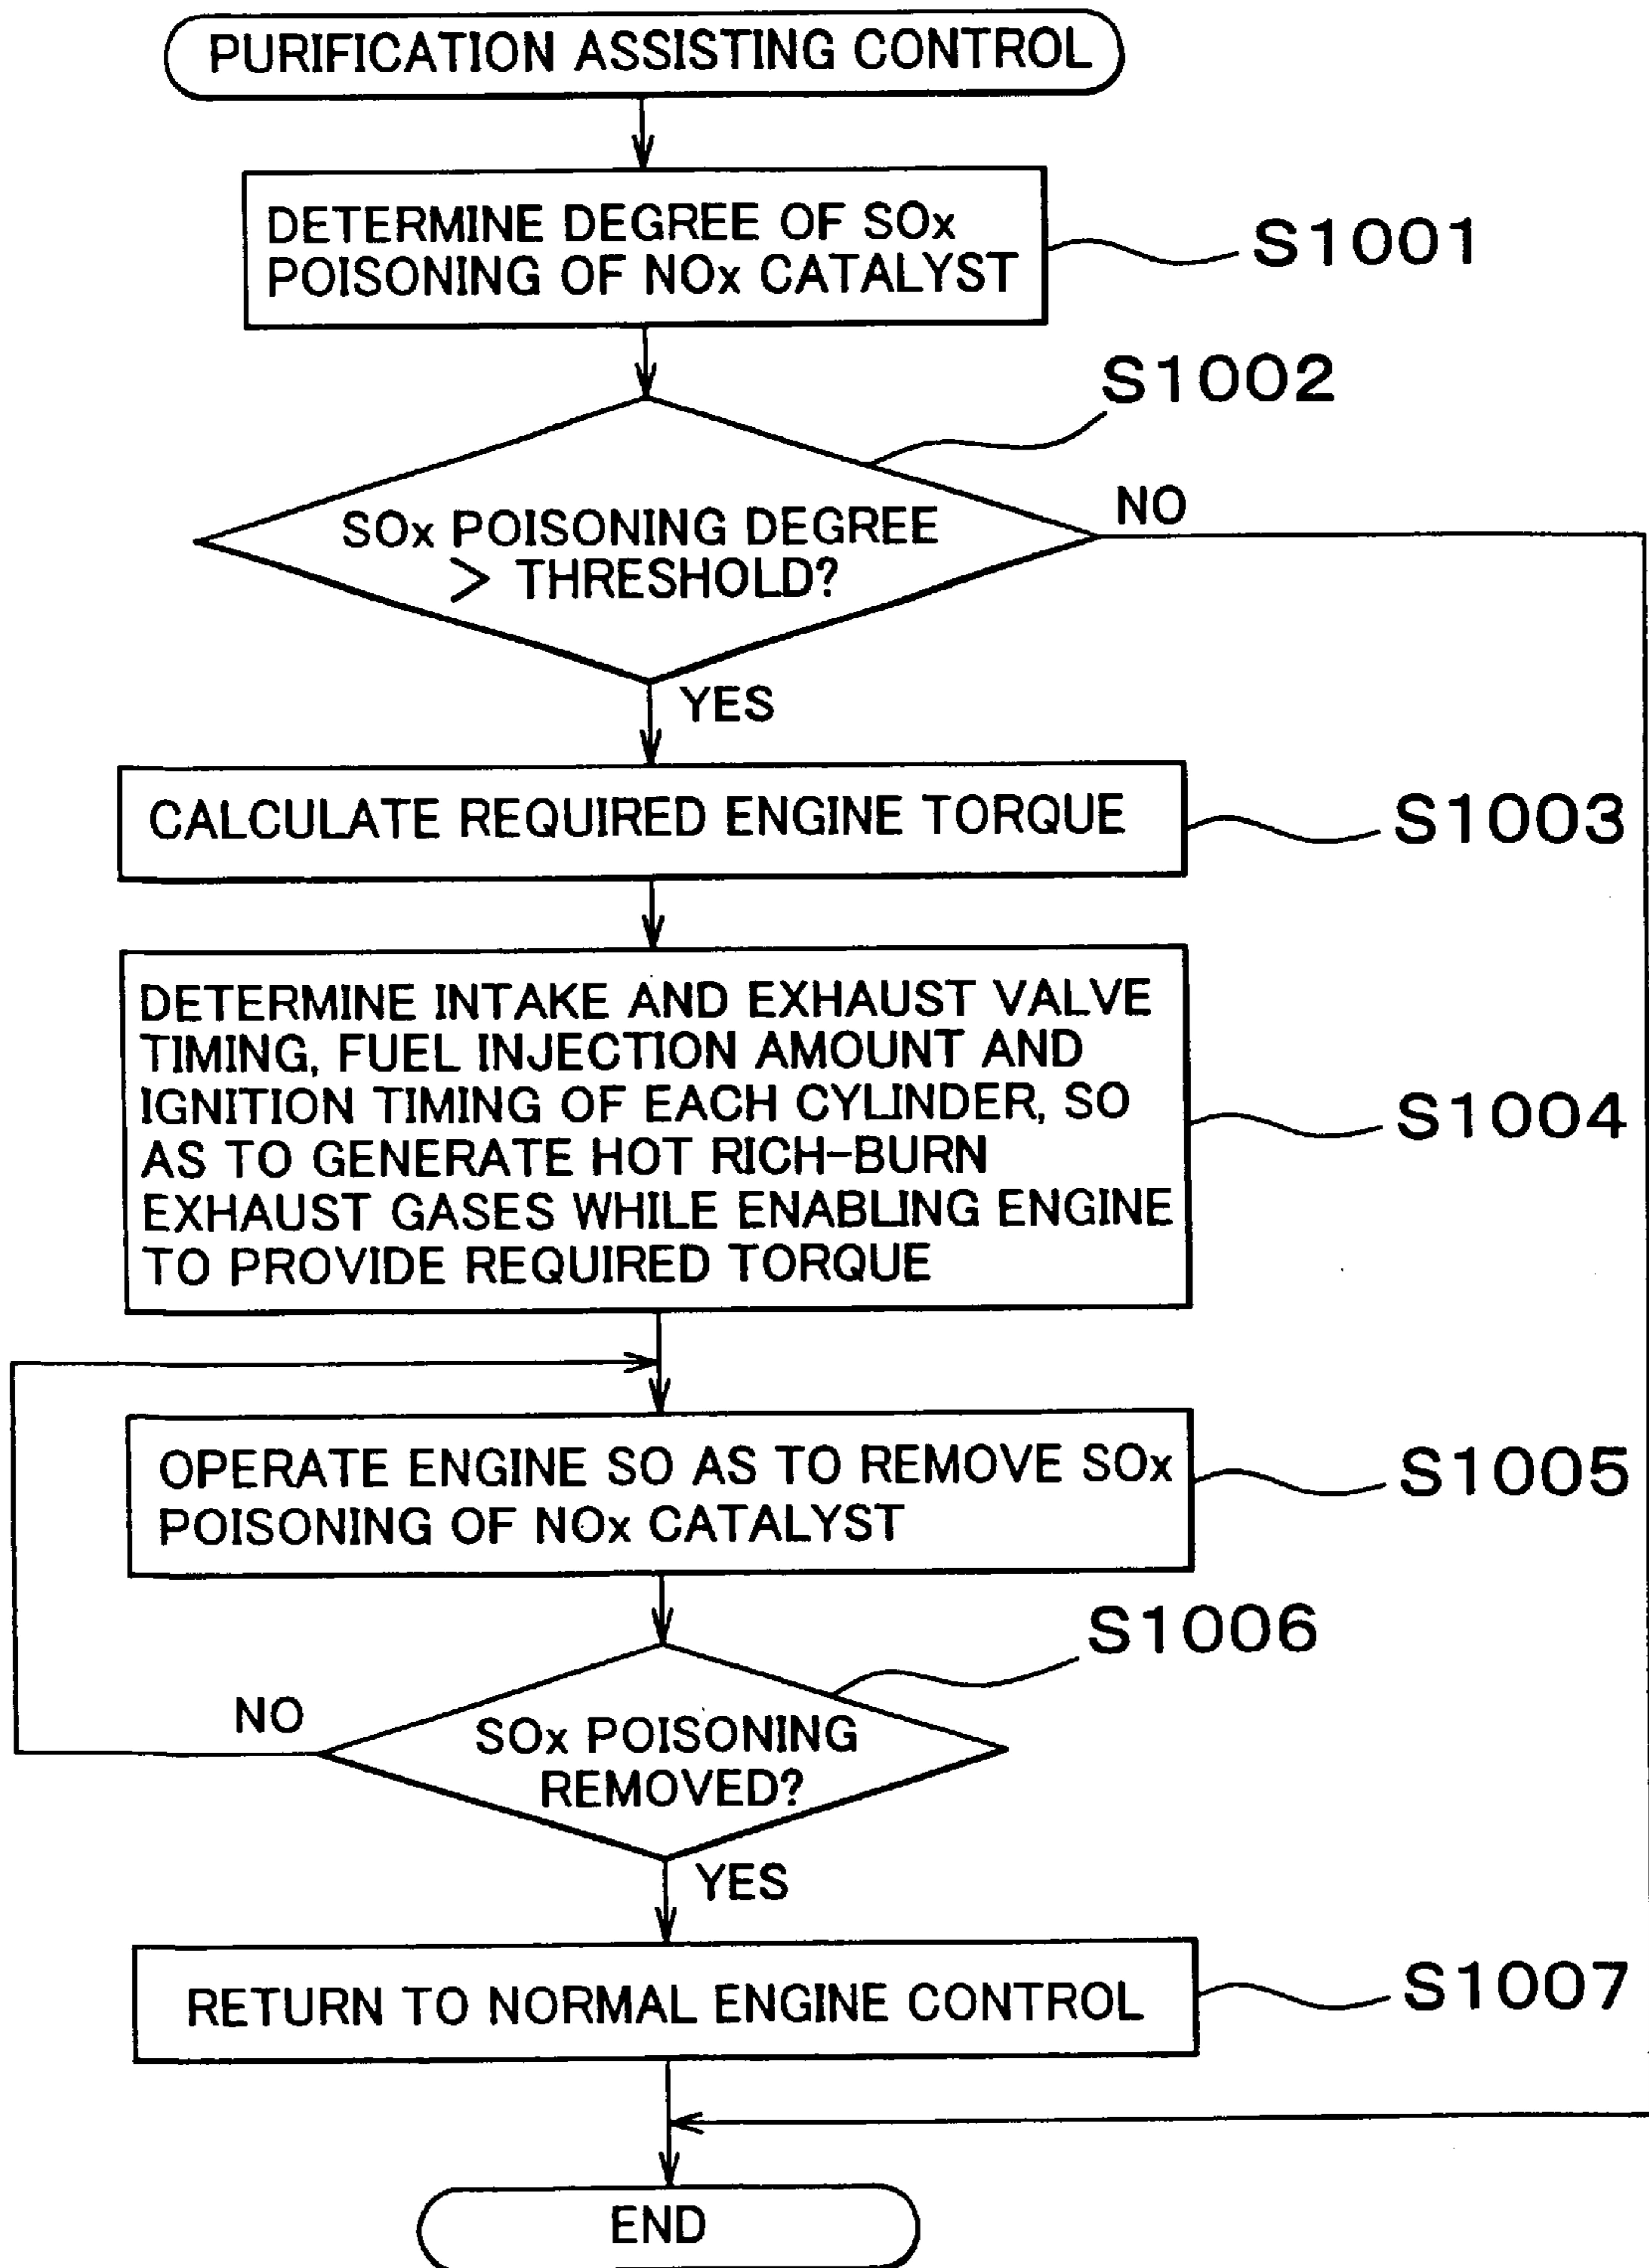 PURIFICATION ASSISTING CONTROL
DETERMINE DEGREE OF SOx
POISONING OF NOx CATALYST
S1001
S1002
SOx POISONING DEGREE
> THRESHOLD?
NO
YES
CALCULATE REQUIRED ENGINE TORQUE
S1003
DETERMINE INTAKE AND EXHAUST VALVE
TIMING, FUEL INJECTION AMOUNT AND
IGNITION TIMING OF EACH CYLINDER, SO
AS TO GENERATE HOT RICH-BURN
EXHAUST GASES WHILE ENABLING ENGINE
TO PROVIDE REQUIRED TORQUE
S1004
OPERATE ENGINE SO AS TO REMOVE SOx
POISONING OF NOx CATALYST
S1005
S1006
NO
SOx POISONING
REMOVED?
YES
RETURN TO NORMAL ENGINE CONTROL
S1007
END